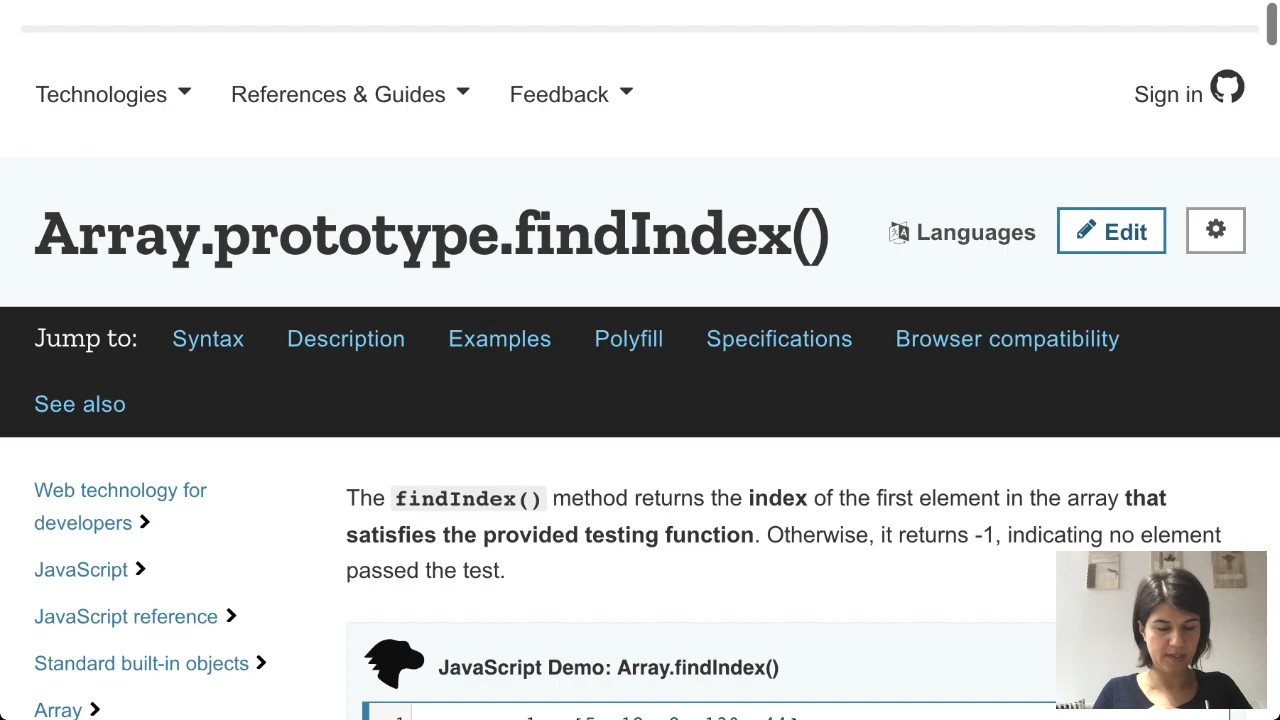 Technologies References & Guides Feedback Sign in
Array.prototype.findIndex() Languages Edit
Jump to: Syntax Description Examples Polyfill Specifications Browser compatibility
See also
Web technology for
developers
JavaScript
JavaScript reference
Standard built-in objects
Array
The findIndex() method returns the index of the first element in the array that
satisfies the provided testing function. Otherwise, it returns -1, indicating no element
passed the test.
JavaScript Demo: Array.findIndex()